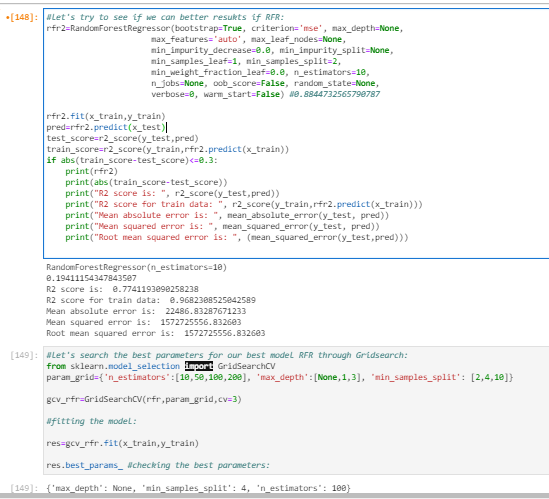 [148]:
#Let's try to see if we can better resukts if RFR:
rfr2=RandomForestRegressor(bootstrap=True, criterion='mse', max_depth=None,
max_features='auto', max_leaf_nodes=None,
min_impurity_decrease=0.0, min_impurity_split=None,
min_samples_leaf=1, min_samples_split=2,
min_weight_fraction_leaf=0.0, n_estimators=10,
n_jobs=None, oob_score=False, random_state=None,
verbose=0, warm_start=False) #0.8844732565790787
rfr2.fit(x_train,y_train)
pred=rfr2.predict(x_test)
test_score=r2_score(y_test,pred)
train_score=r2_score(y_train,rfr2.predict(x_train))
if abs(train_score-test_score)<=0.3:
print(rfr2)
print(abs(train_score-test_score))
print("R2 score is: ", r2_score(y_test,pred))
print("R2 score for train data: ", r2_score(y_train,rfr2.predict(x_train)))
print("Mean absolute error is: ", mean_absolute_error(y_test, pred))
print("Mean squared error is: ", mean_squared_error(y_test, pred))
print("Root mean squared error is: ", (mean_squared_error(y_test,pred)))
RandomForestRegressor(n_estimators=10)
0.19411154347843507
R2 score is:  0.7741193090258238
R2 score for train data:  0.9682308525042589
Mean absolute error is:  22486.83287671233
Mean squared error is:  1572725556.832603
Root mean squared error is:  1572725556.832603
[149]:
#Let's search the best parameters for our best model RFR through Gridsearch:
from sklearn.model_selection import GridSearchCV
param_grid={'n_estimators':[10,50,100,200], 'max_depth':[None,1,3], 'min_samples_split': [2,4,10]}
gcv_rfr=GridSearchCV(rfr,param_grid,cv=3)
#fitting the model:
res=gcv_rfr.fit(x_train,y_train)
res.best_params_ #checking the best parameters:
[149]: {'max_depth': None, 'min_samples_split': 4, 'n_estimators': 100}